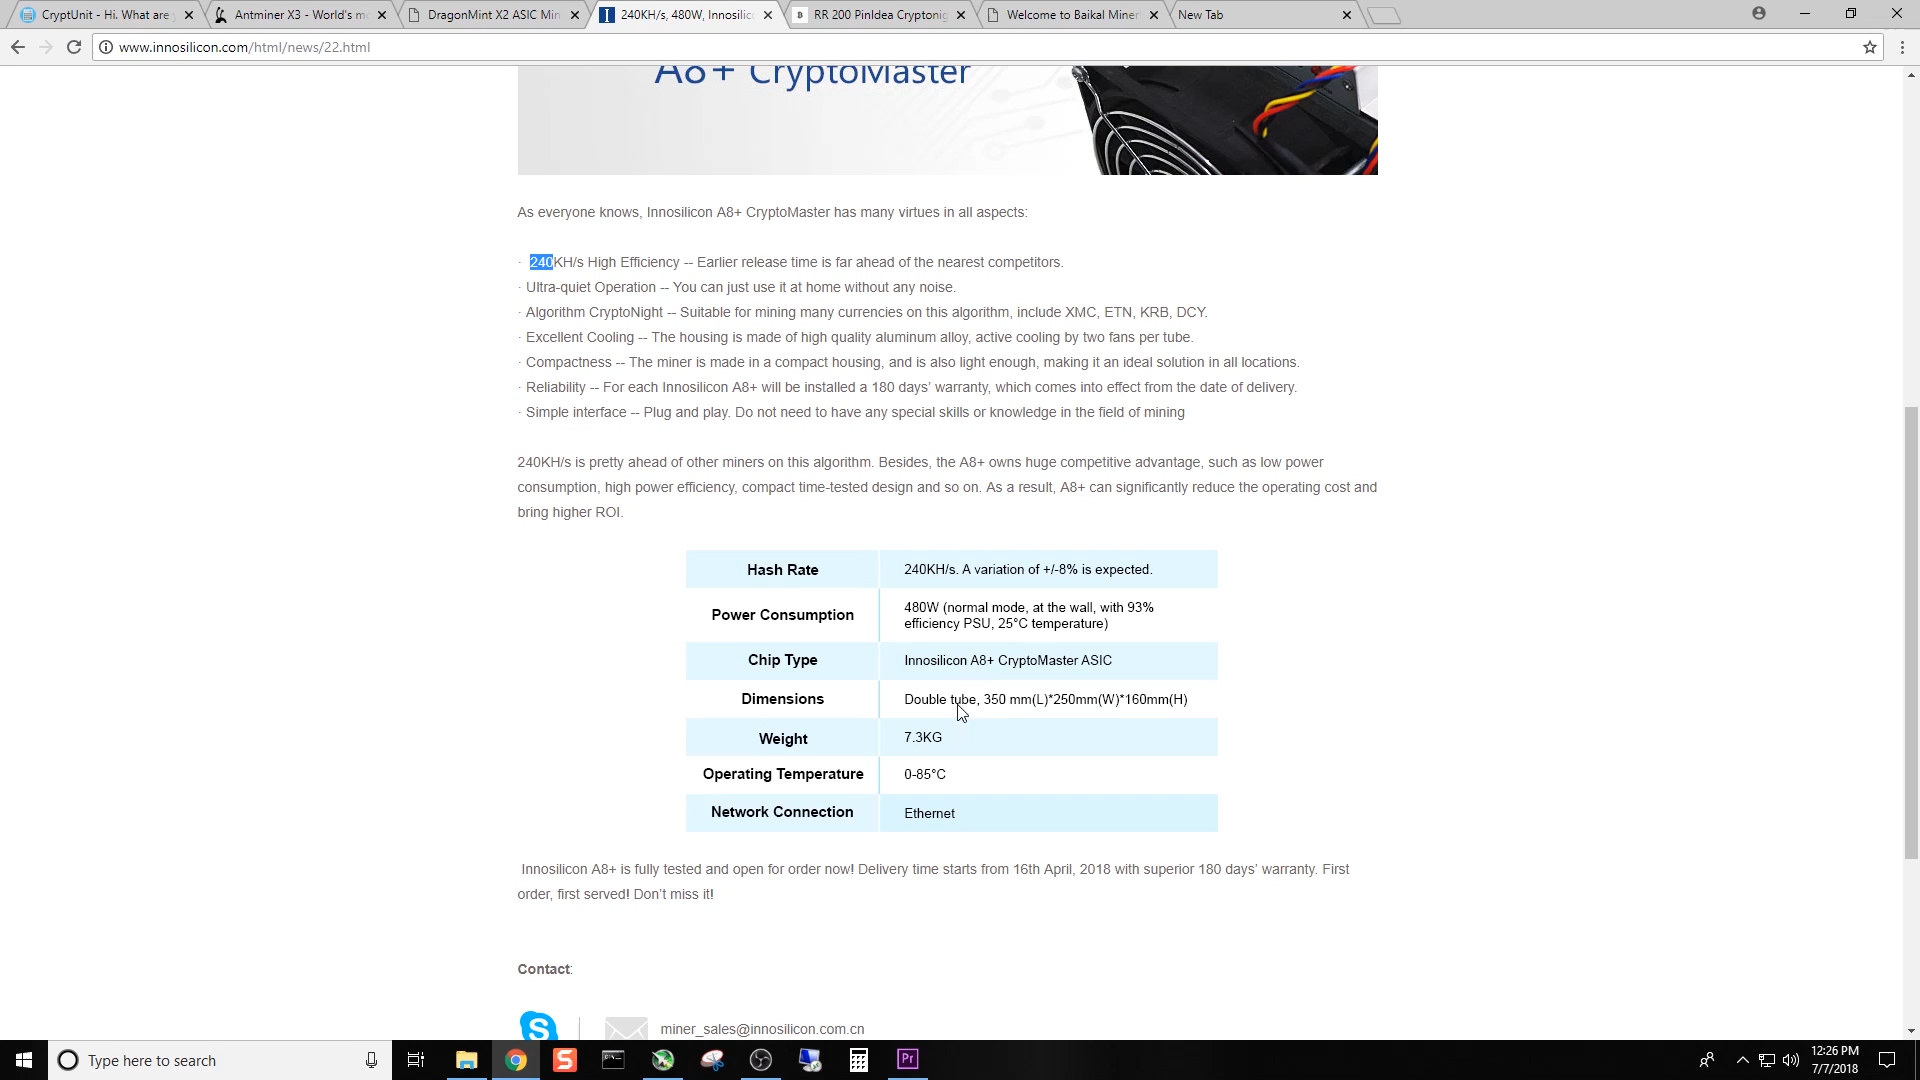 CryptUnit - Hi. What are
Antminer X3 - World's m
DragonMint X2 ASIC Min
240KH/s, 480W, Innosilic
RR 200 PinIdea Cryptonig
Welcome to Baikal Miner
New Tab
www.innosilicon.com/html/news/22.html
A8+ CryptoMaster
As everyone knows, Innosilicon A8+ CryptoMaster has many virtues in all aspects:
· 240KH/s High Efficiency -- Earlier release time is far ahead of the nearest competitors.
· Ultra-quiet Operation -- You can just use it at home without any noise.
· Algorithm CryptoNight -- Suitable for mining many currencies on this algorithm, include XMC, ETN, KRB, DCY.
· Excellent Cooling -- The housing is made of high quality aluminum alloy, active cooling by two fans per tube.
· Compactness -- The miner is made in a compact housing, and is also light enough, making it an ideal solution in all locations.
· Reliability -- For each Innosilicon A8+ will be installed a 180 days’ warranty, which comes into effect from the date of delivery.
· Simple interface -- Plug and play. Do not need to have any special skills or knowledge in the field of mining
240KH/s is pretty ahead of other miners on this algorithm. Besides, the A8+ owns huge competitive advantage, such as low power
consumption, high power efficiency, compact time-tested design and so on. As a result, A8+ can significantly reduce the operating cost and
bring higher ROI.
Hash Rate 240KH/s. A variation of +/-8% is expected.
Power Consumption 480W (normal mode, at the wall, with 93%
efficiency PSU, 25°C temperature)
Chip Type Innosilicon A8+ CryptoMaster ASIC
Dimensions Double tube, 350 mm(L)*250mm(W)*160mm(H)
Weight 7.3KG
Operating Temperature 0-85°C
Network Connection Ethernet
Innosilicon A8+ is fully tested and open for order now! Delivery time starts from 16th April, 2018 with superior 180 days’ warranty. First
order, first served! Don’t miss it!
Contact:
miner_sales@innosilicon.com.cn
Type here to search
12:26 PM
7/7/2018